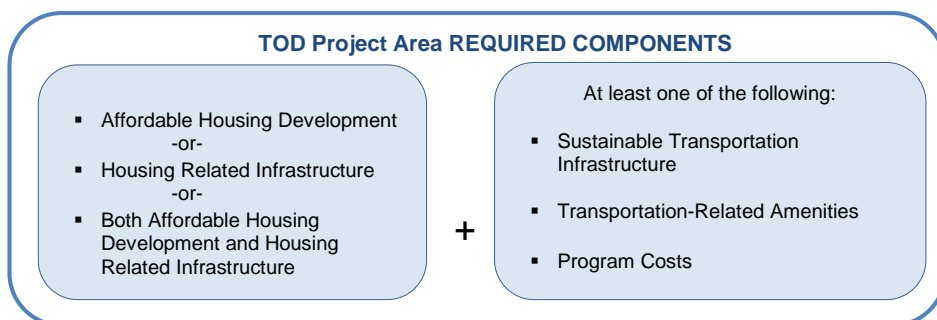 TOD Project Area REQUIRED COMPONENTS
▪ Affordable Housing Development
-or-
▪ Housing Related Infrastructure
-or-
▪ Both Affordable Housing
Development and Housing
Related Infrastructure
+
At least one of the following:
▪ Sustainable Transportation
Infrastructure
▪ Transportation-Related Amenities
▪ Program Costs